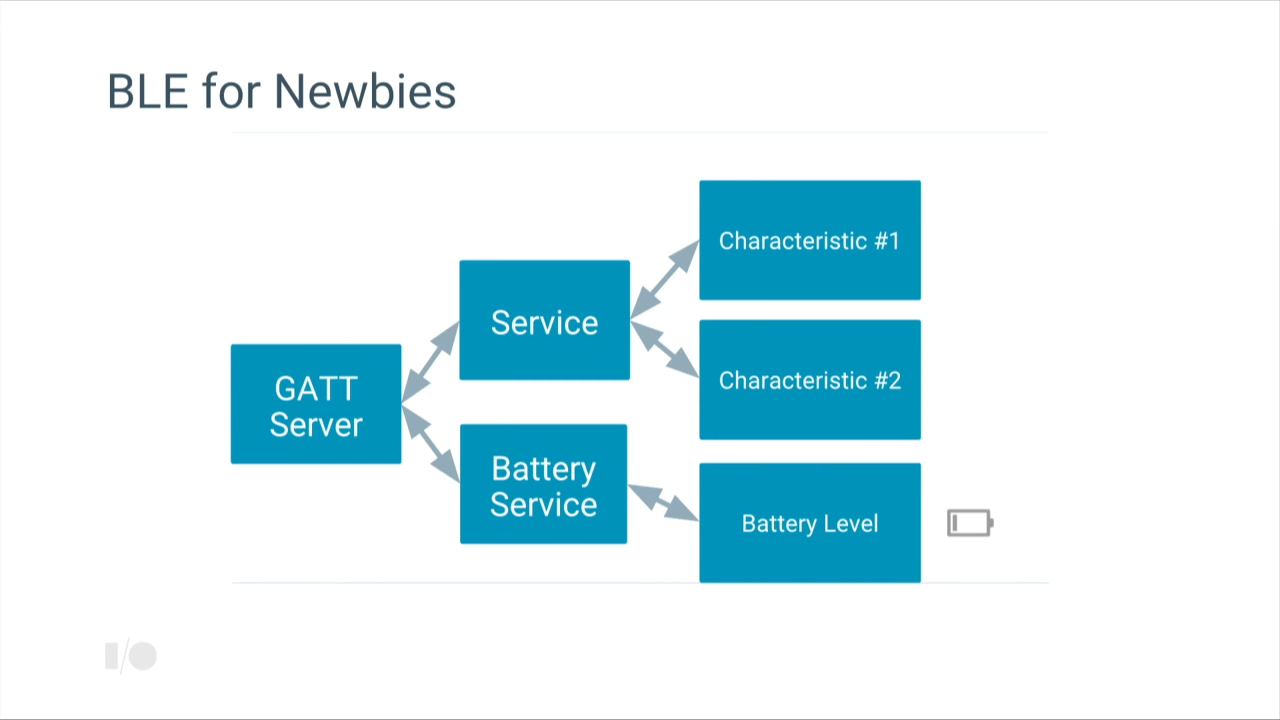 BLE for Newbies
GATT
Server
Service
Battery
Service
Characteristic #1
Characteristic #2
Battery Level
I/O